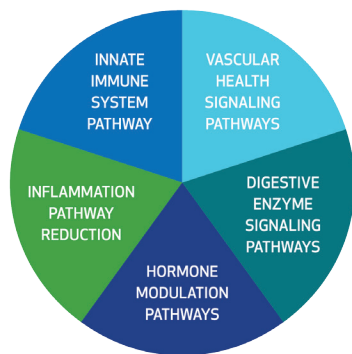 INNATE
IMMUNE
SYSTEM
PATHWAY
VASCULAR
HEALTH
SIGNALING
PATHWAYS
DIGESTIVE
ENZYME
SIGNALING
PATHWAYS
HORMONE
MODULATION
PATHWAYS
INFLAMMATION
PATHWAY
REDUCTION